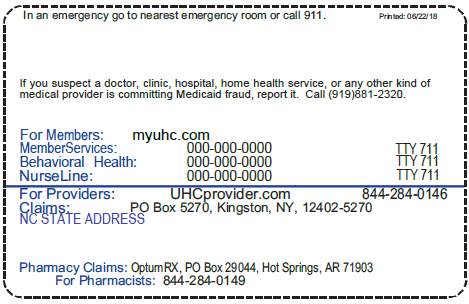 In an emergency go to nearest emergency room or call 911. Printed: 06/22/18
If you suspect a doctor, clinic, hospital, home health service, or any other kind of
medical provider is committing Medicaid fraud, report it. Call (919)881-2320.
For Members: myuhc.com
MemberServices: 000-000-0000 TTY 711
Behavioral Health: 000-000-0000 TTY 711
NurseLine: 000-000-0000 TTY 711
For Providers: UHCprovider.com 844-284-0146
Claims: PO Box 5270, Kingston, NY, 12402-5270
NC STATE ADDRESS
Pharmacy Claims: OptumRX, PO Box 29044, Hot Springs, AR 71903
For Pharmacists: 844-284-0149